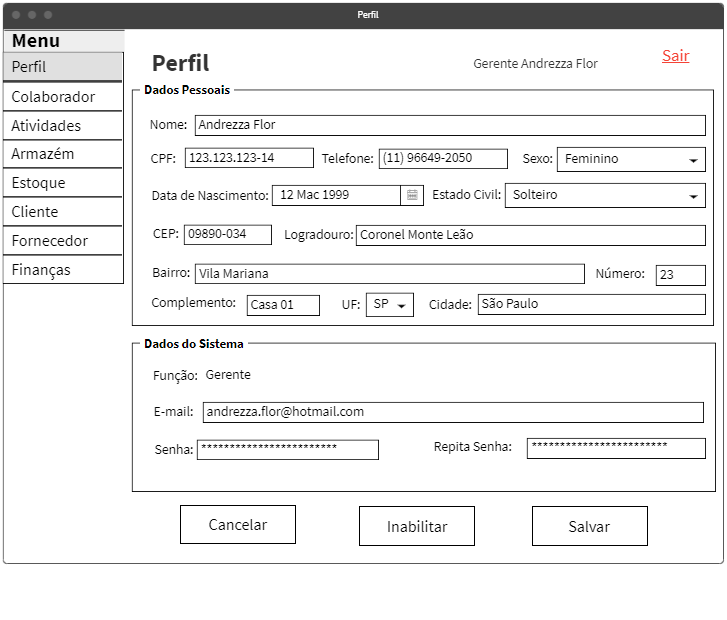 Perfil
Menu
Perfil
Colaborador
Atividades
Armazém
Estoque
Cliente
Fornecedor
Finanças
Perfil
Gerente Andrezza Flor
Sair
Dados Pessoais
Nome: Andrezza Flor
CPF: 123.123.123-14 Telefone: (11) 96649-2050 Sexo: Feminino
Data de Nascimento: 12 Mac 1999 Estado Civil: Solteiro
CEP: 09890-034 Logradouro: Coronel Monte Leão
Bairro: Vila Mariana Número: 23
Complemento: Casa 01 UF: SP Cidade: São Paulo
Dados do Sistema
Função: Gerente
E-mail: andrezza.flor@hotmail.com
Senha: ************************ Repita Senha: ************************
Cancelar Inabilitar Salvar